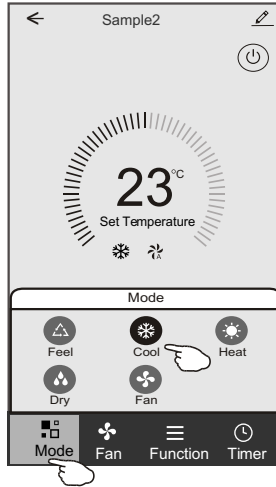 Sample2
23°C
Set Temperature
A
Mode
Feel Cool Heat
Dry Fan
Mode Fan Function Timer